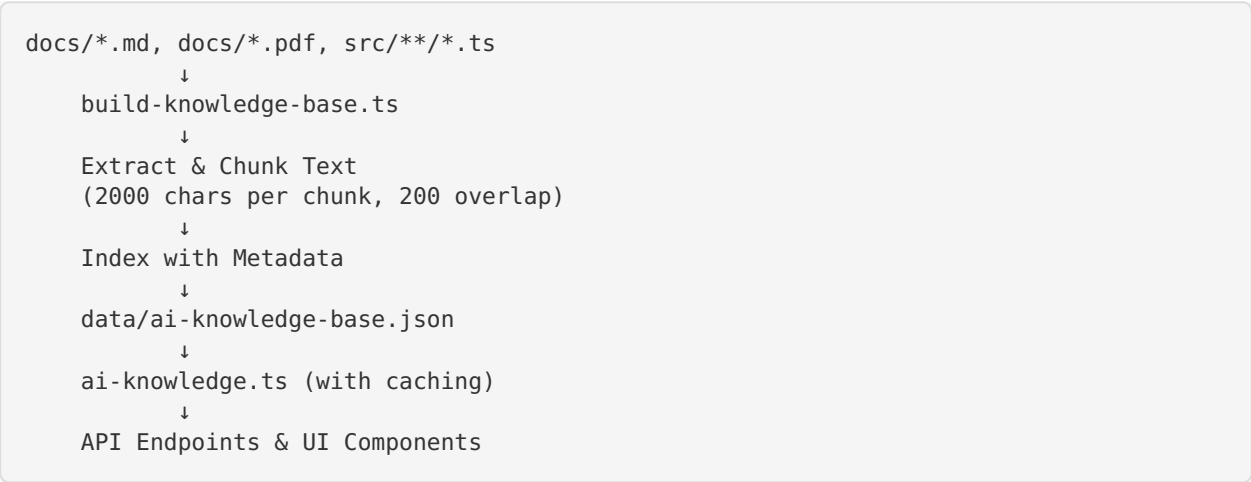 docs/*.md, docs/*.pdf, src/**/*.ts
↓
build-knowledge-base.ts
↓
Extract & Chunk Text
(2000 chars per chunk, 200 overlap)
↓
Index with Metadata
↓
data/ai-knowledge-base.json
↓
ai-knowledge.ts (with caching)
↓
API Endpoints & UI Components